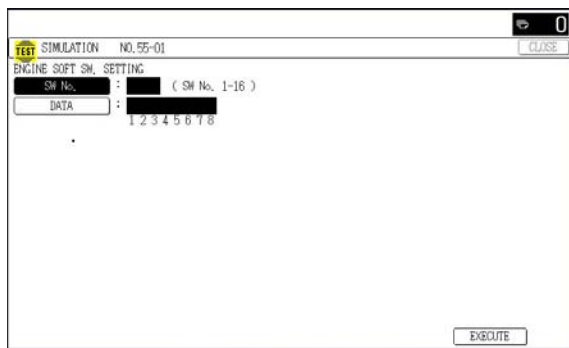 0
TEST SIMULATION NO.55-01 CLOSE
ENGINE SOFT SW. SETTING
SW No. : ( SW No. 1-16 )
DATA :
1 2 3 4 5 6 7 8
EXECUTE